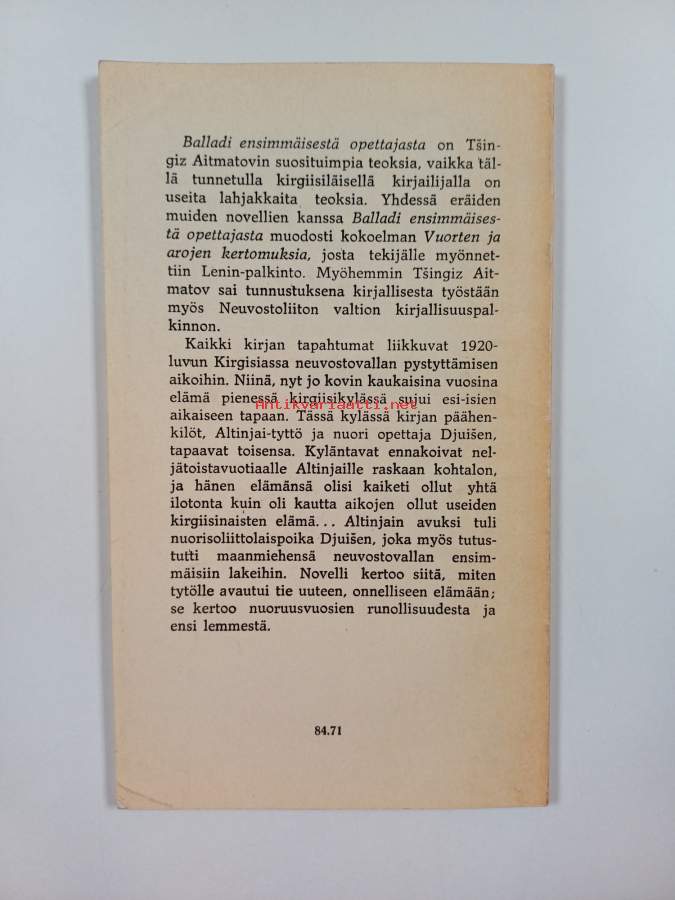 Balladi ensimmäisestä opettajasta on Tšin-
giz Aitmatovin suosituimpia teoksia, vaikka täl-
lä tunnetulla kirgiisiläisellä kirjailijalla on
useita lahjakkaita teoksia. Yhdessä eräiden
muiden novellien kanssa Balladi ensimmäises-
tä opettajasta muodosti kokoelman Vuorten ja
arojen kertomuksia, josta tekijälle myönnet-
tiin Lenin-palkinto. Myöhemmin Tšingiz Ait-
matov sai tunnustuksena kirjallisesta työstään
myös Neuvostoliiton valtion kirjallisuuspal-
kinnon.
Kaikki kirjan tapahtumat liikkuvat 1920-
luvun Kirgisiassa neuvostovallan pystyttämisen
aikoihin. Niinä, nyt jo kovin kaukaisina vuosina
elämä pienessä kirgiisikylässä sujui esi-isien
Antikvariaatti.net
aikaiseen tapaan. Tässä kylässä kirjan päähen-
kilöt, Altinjai-tyttö ja nuori opettaja Djuišen,
tapaavat toisensa. Kyläntavat ennakoivat nel-
jätoistavuotiaalle Altinjaille raskaan kohtalon,
ja hänen elämänsä olisi kaiketi ollut yhtä
ilotonta kuin oli kautta aikojen ollut useiden
kirgiisinaisten elämä... Altinjain avuksi tuli
nuorisoliittolaispoika Djuišen, joka myös tutus-
tutti maanmiehensä neuvostovallan ensim-
mäisiin lakeihin. Novelli kertoo siitä, miten
tytölle avautui tie uuteen, onnelliseen elämään;
se kertoo nuoruusvuosien runollisuudesta ja
ensi lemmestä.
84.71